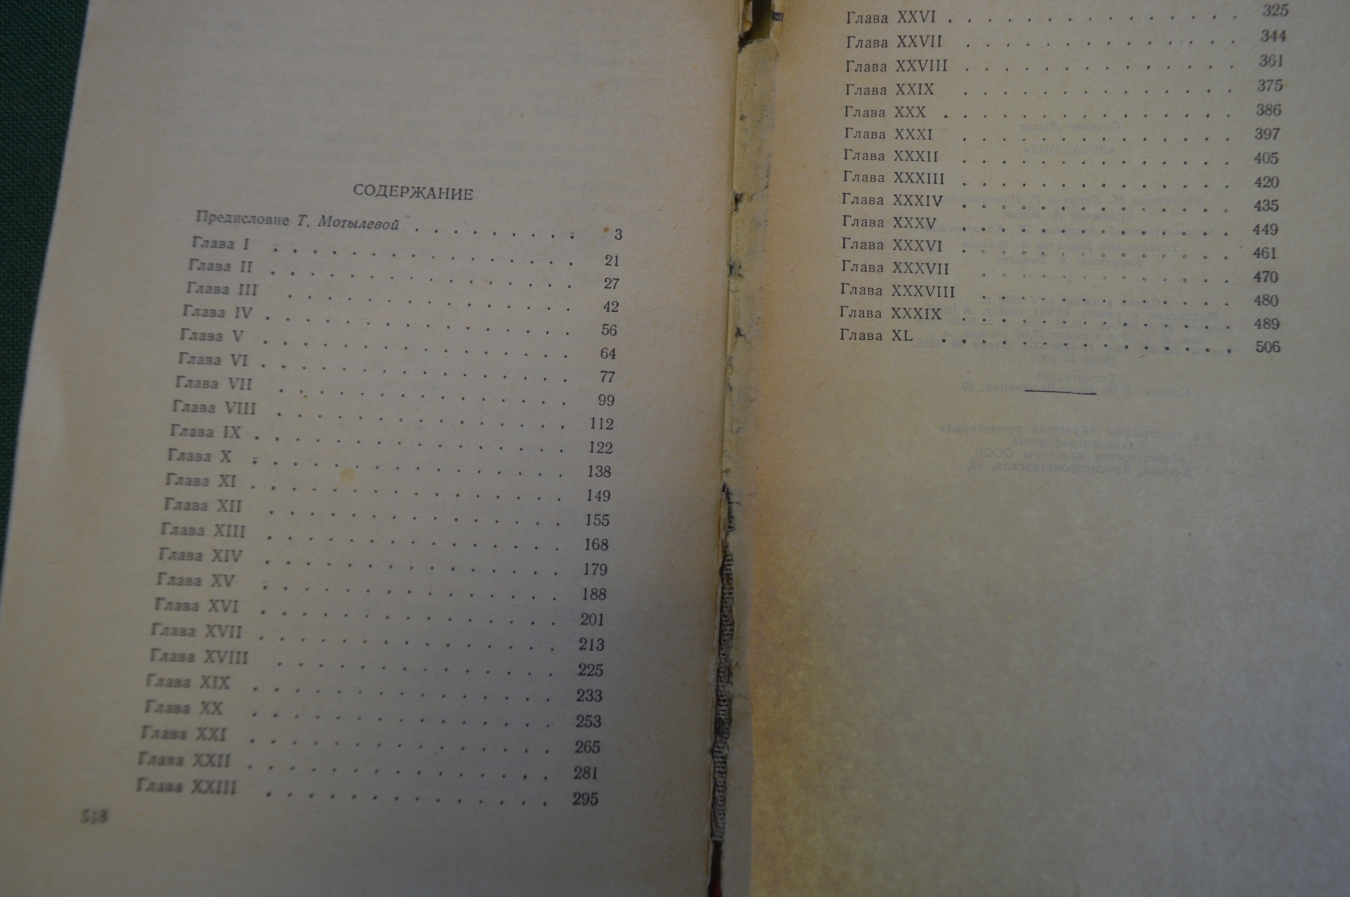 СОДЕРЖАНИЕ
Предисловие Т. Мотылевой . . . . . . . . . . 3
Глава I . . . . . . . . . . . . . . 21
Глава II . . . . . . . . . . . . . . 27
Глава III . . . . . . . . . . . . . 42
Глава IV . . . . . . . . . . . . . . 56
Глава V . . . . . . . . . . . . . . 64
Глава VI . . . . . . . . . . . . . . 77
Глава VII . . . . . . . . . . . . . 99
Глава VIII . . . . . . . . . . . . . 112
Глава IX . . . . . . . . . . . . . . 122
Глава X . . . . . . . . . . . . . . 138
Глава XI . . . . . . . . . . . . . . 149
Глава XII . . . . . . . . . . . . . 155
Глава XIII . . . . . . . . . . . . . 168
Глава XIV . . . . . . . . . . . . . 179
Глава XV . . . . . . . . . . . . . 188
Глава XVI . . . . . . . . . . . . . 201
Глава XVII . . . . . . . . . . . . . 213
Глава XVIII . . . . . . . . . . . . 225
Глава XIX . . . . . . . . . . . . . 233
Глава XX . . . . . . . . . . . . . 253
Глава XXI . . . . . . . . . . . . . 265
Глава XXII . . . . . . . . . . . . . 281
Глава XXIII . . . . . . . . . . . . 295
518
Глава XXVI . . . . . . . . . . . . . 325
Глава XXVII . . . . . . . . . . . . 344
Глава XXVIII . . . . . . . . . . . . 361
Глава XXIX . . . . . . . . . . . . 375
Глава XXX . . . . . . . . . . . . . 386
Глава XXXI . . . . . . . . . . . . 397
Глава XXXII . . . . . . . . . . . . 405
Глава XXXIII . . . . . . . . . . . . 420
Глава XXXIV . . . . . . . . . . . . 435
Глава XXXV . . . . . . . . . . . . 449
Глава XXXVI . . . . . . . . . . . . 461
Глава XXXVII . . . . . . . . . . . 470
Глава XXXVIII . . . . . . . . . . . 480
Глава XXXIX . . . . . . . . . . . . 489
Глава XL . . . . . . . . . . . . . 506